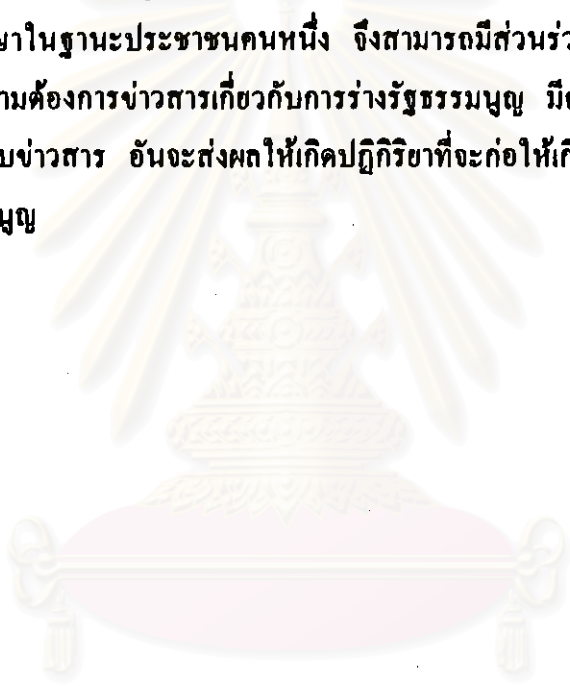 ษาในฐานะประชาชนคนหนึ่ง จึงสามารถมีส่วนร่ว
ามต้องการข่าวสารเกี่ยวกับการร่างรัฐธรรมนูญ มี
บข่าวสาร อันจะส่งผลให้เกิดปฏิกิริยาที่จะก่อให้เกิ
นูญ